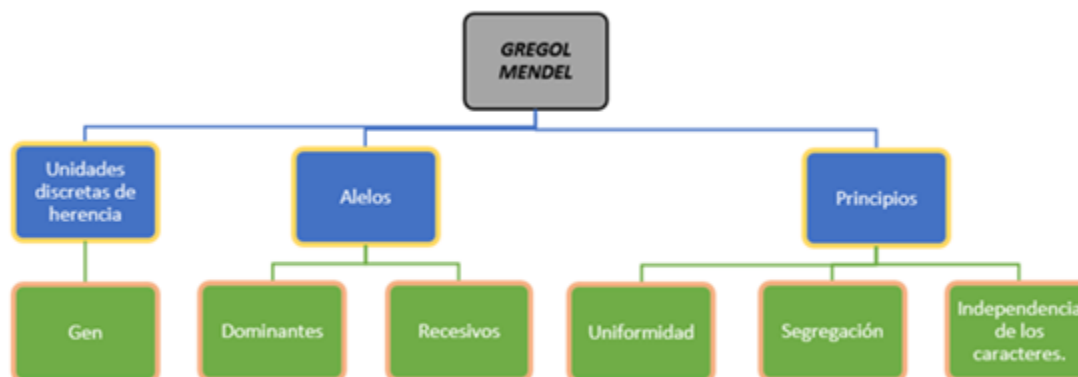 GREGOL
MENDEL
Unidades
discretas de
herencia
Alelos
Principios
Gen
Dominantes
Recesivos
Uniformidad
Segregación
Independencia
de los
caracteres.